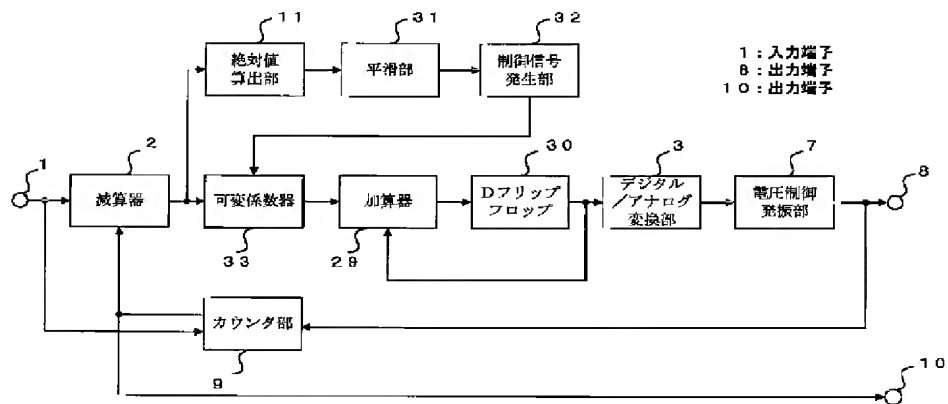 11
31
32
絶対値
算出部
平滑部
制御信号
発生部
1：入力端子
8：出力端子
10：出力端子
1
2
減算器
可変係数器
33
加算器
29
30
Dフリップ
フロップ
3
デジタル
／アナログ
変換部
7
電圧制御
発振部
8
カウンタ部
9
10